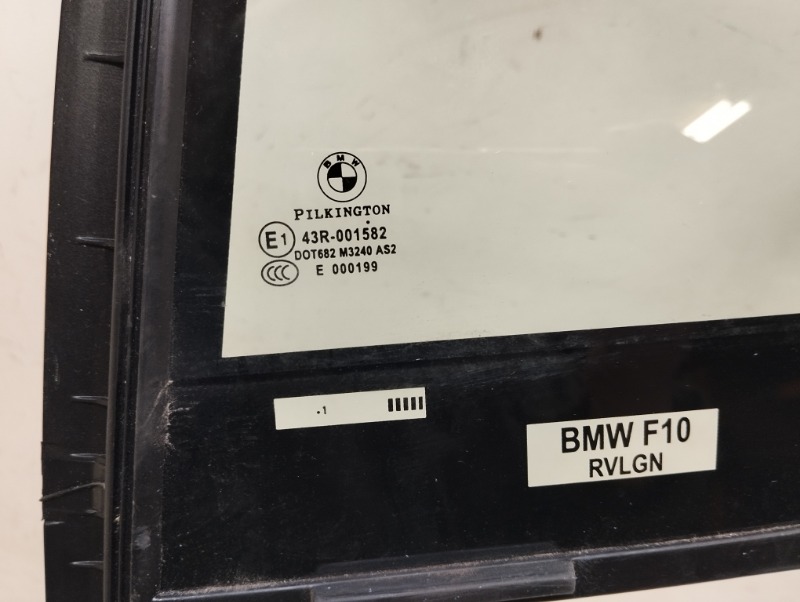 BMW
PILKINGTON
E1 43R-001582
DOT682 M3240 AS2
CCC E 000199
.1
BMW F10
RVLGN